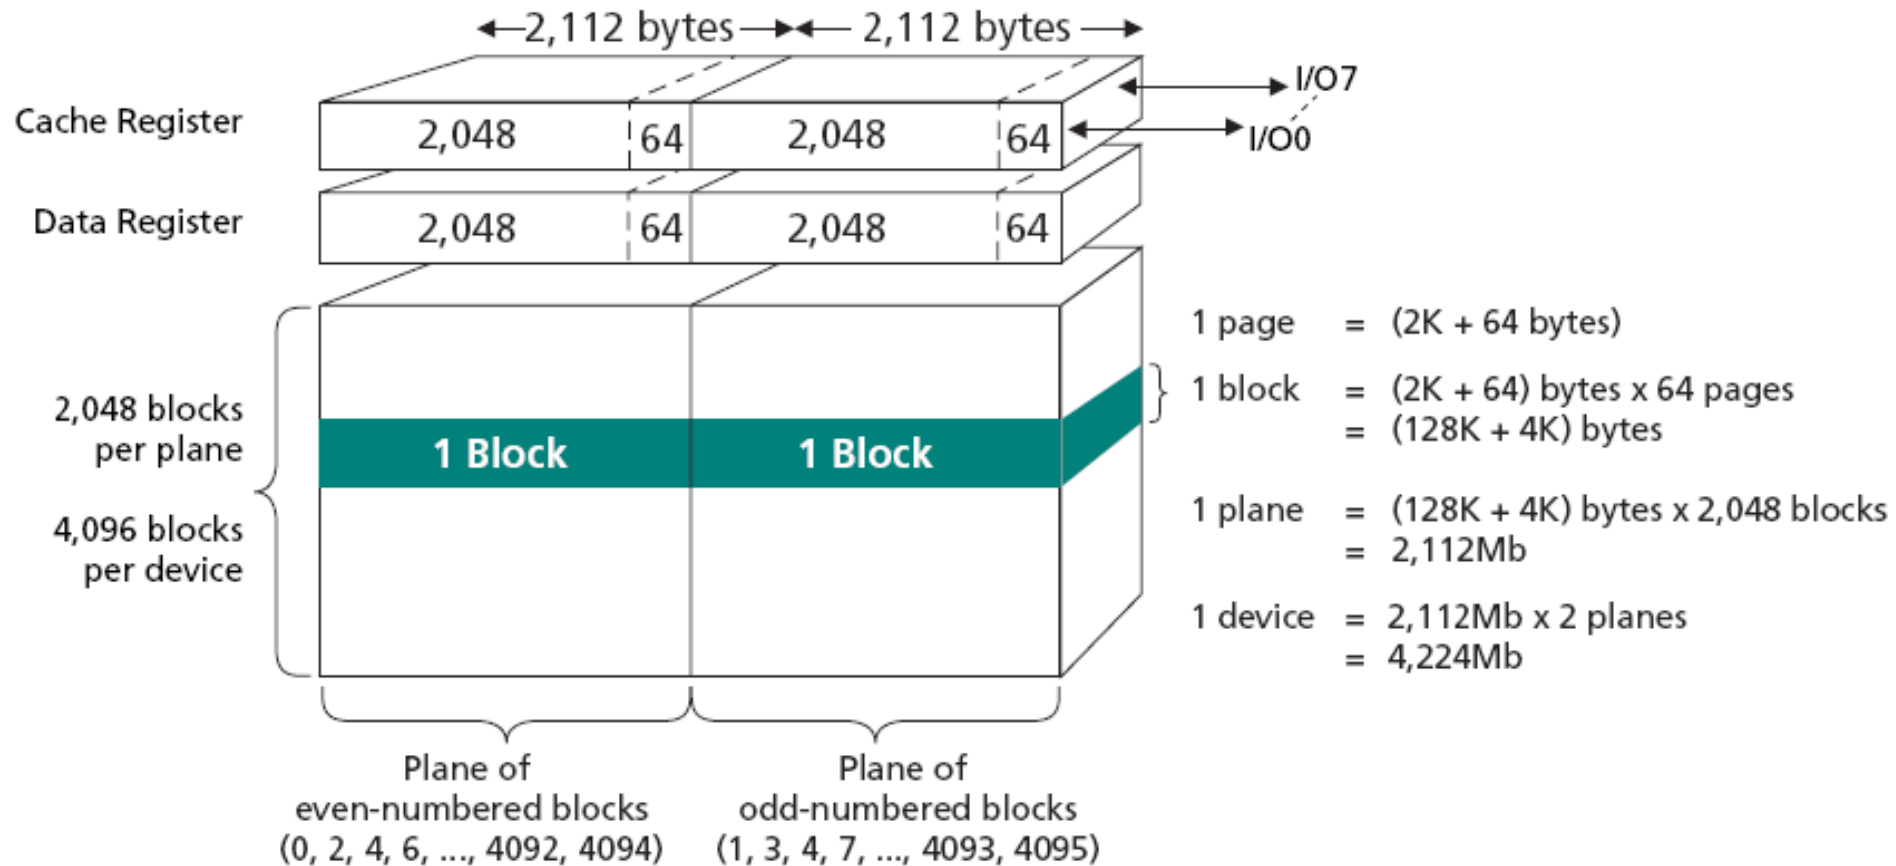 2,112 bytes 2,112 bytes
I/O7
Cache Register 2,048 64 2,048 64 I/O0
Data Register 2,048 64 2,048 64
1 page = (2K + 64 bytes)
1 block = (2K + 64) bytes x 64 pages
= (128K + 4K) bytes
2,048 blocks
per plane
1 Block 1 Block
4,096 blocks
per device
1 plane = (128K + 4K) bytes x 2,048 blocks
= 2,112Mb
1 device = 2,112Mb x 2 planes
= 4,224Mb
Plane of
even-numbered blocks
(0, 2, 4, 6, ..., 4092, 4094)
Plane of
odd-numbered blocks
(1, 3, 4, 7, ..., 4093, 4095)